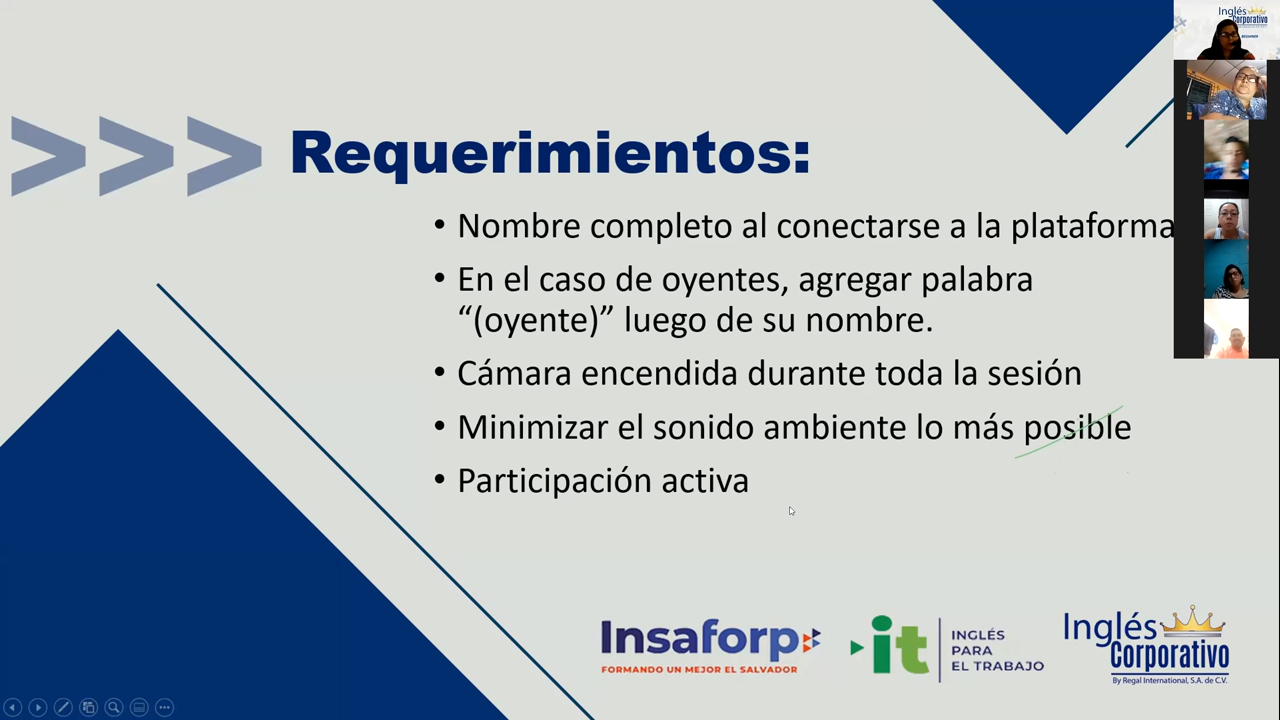 Inglés
Corporativo
BEGINNER
>>> Requerimientos:
• Nombre completo al conectarse a la plataforma
• En el caso de oyentes, agregar palabra
“(oyente)” luego de su nombre.
• Cámara encendida durante toda la sesión
• Minimizar el sonido ambiente lo más posible
• Participación activa
Insaforp
FORMANDO UN MEJOR EL SALVADOR
it
INGLÉS
PARA
EL TRABAJO
Inglés
Corporativo
By Regal International, S.A. de C.V.